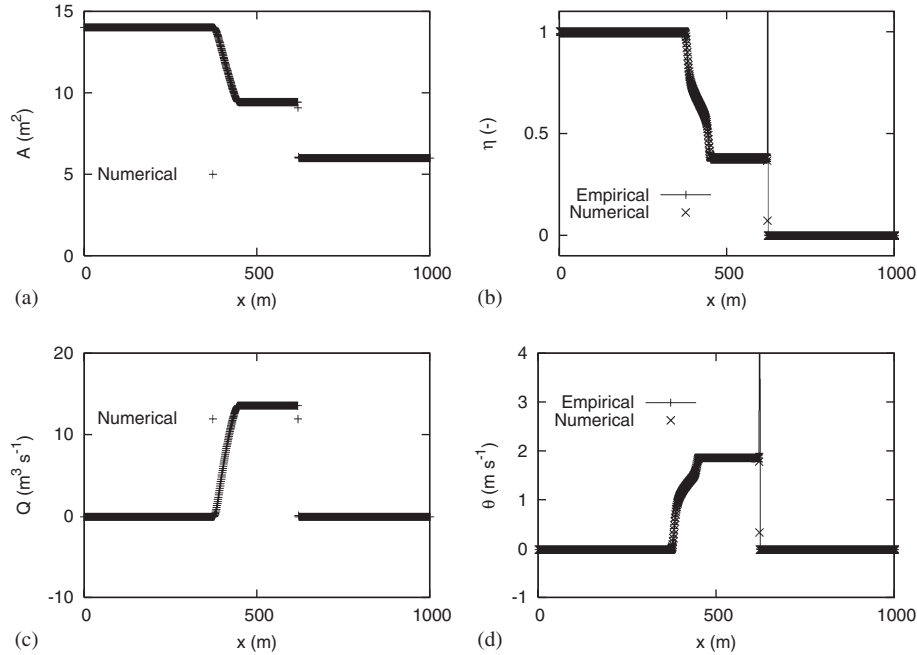 15
10
5
0
A (m²)
Numerical
0
500
1000
x (m)
(a)
1
0.5
0
η (-)
Empirical
Numerical
0
500
1000
x (m)
(b)
20
10
0
-10
Q (m³ s⁻¹)
Numerical
0
500
1000
x (m)
(c)
4
3
2
1
0
-1
θ (m s⁻¹)
Empirical
Numerical
0
500
1000
x (m)
(d)